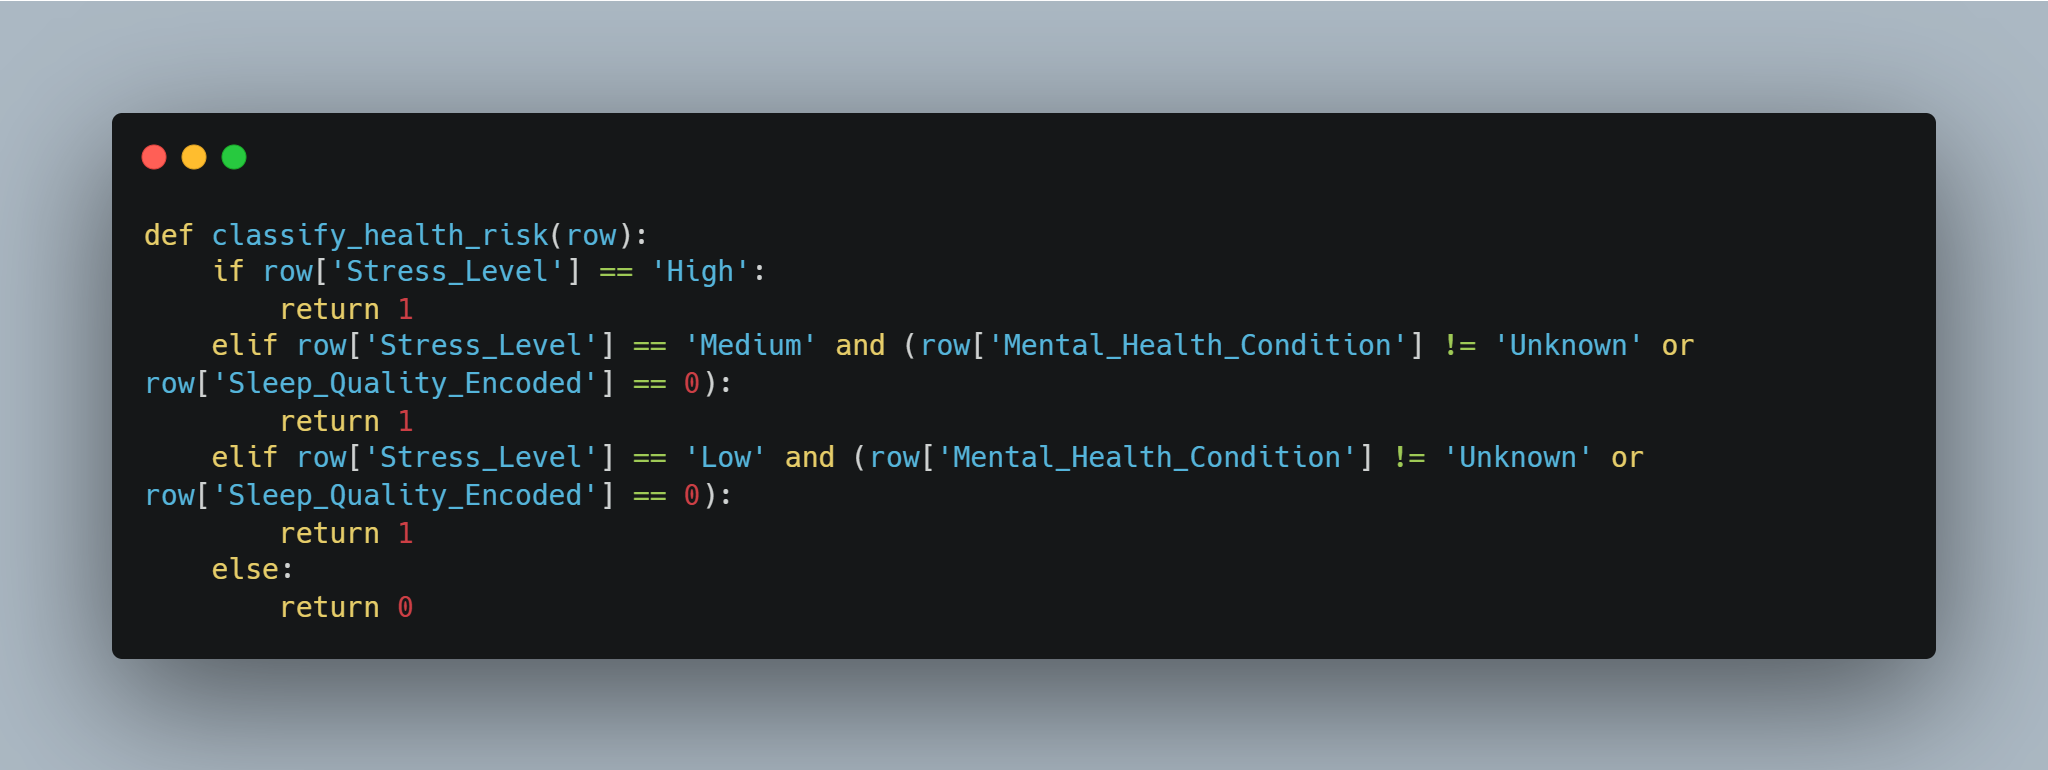 def classify_health_risk(row):
    if row['Stress_Level'] == 'High':
        return 1
    elif row['Stress_Level'] == 'Medium' and (row['Mental_Health_Condition'] != 'Unknown' or
row['Sleep_Quality_Encoded'] == 0):
        return 1
    elif row['Stress_Level'] == 'Low' and (row['Mental_Health_Condition'] != 'Unknown' or
row['Sleep_Quality_Encoded'] == 0):
        return 1
    else:
        return 0